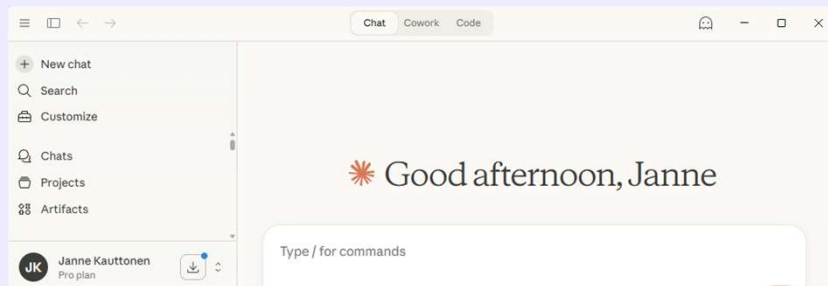 Chat Cowork Code
New chat
Search
Customize
Chats
Projects
Artifacts
JK
Janne Kauttonen
Pro plan
Good afternoon, Janne
Type / for commands